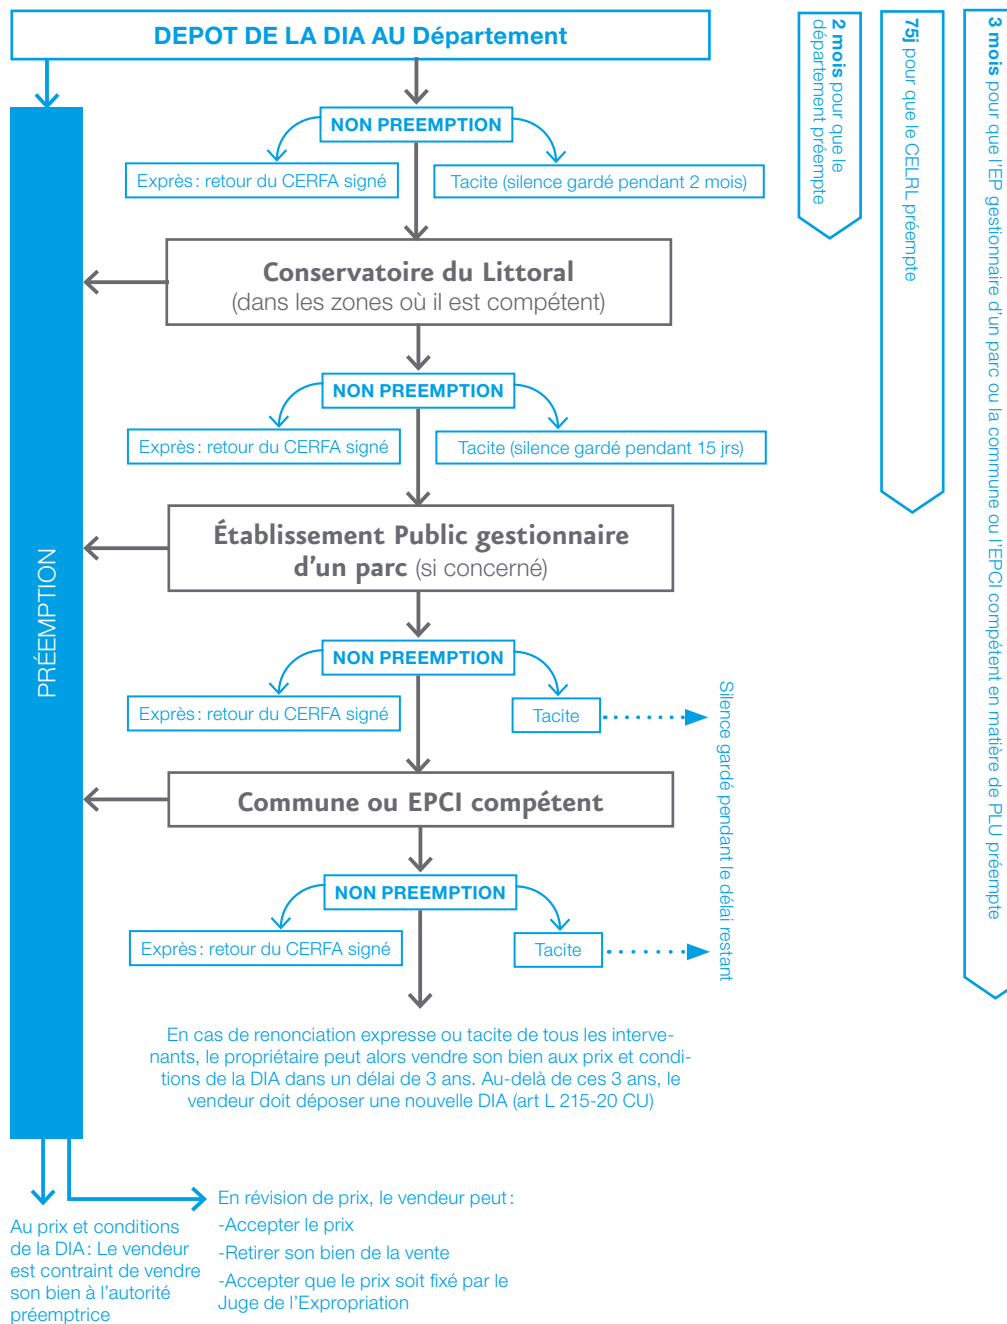 DEPOT DE LA DIA AU Département
NON PREEMPTION
Exprès : retour du CERFA signé
Tacite (silence gardé pendant 2 mois)
Conservatoire du Littoral
(dans les zones où il est compétent)
NON PREEMPTION
Exprès : retour du CERFA signé
Tacite (silence gardé pendant 15 jrs)
Établissement Public gestionnaire
d'un parc (si concerné)
NON PREEMPTION
Exprès : retour du CERFA signé
Tacite
Commune ou EPCI compétent
NON PREEMPTION
Exprès : retour du CERFA signé
Tacite
Silence gardé pendant le délai restant
En cas de renonciation expresse ou tacite de tous les interve-
nants, le propriétaire peut alors vendre son bien aux prix et condi-
tions de la DIA dans un délai de 3 ans. Au-delà de ces 3 ans, le
vendeur doit déposer une nouvelle DIA (art L 215-20 CU)
PRÉEMPTION
Au prix et conditions
de la DIA : Le vendeur
est contraint de vendre
son bien à l'autorité
préemptrice
En révision de prix, le vendeur peut :
-Accepter le prix
-Retirer son bien de la vente
-Accepter que le prix soit fixé par le
Juge de l'Expropriation
2 mois pour que le
département préempte
75j pour que le CELRL préempte
3 mois pour que l'EP gestionnaire d'un parc ou la commune ou l'EPCI compétent en matière de PLU préempte